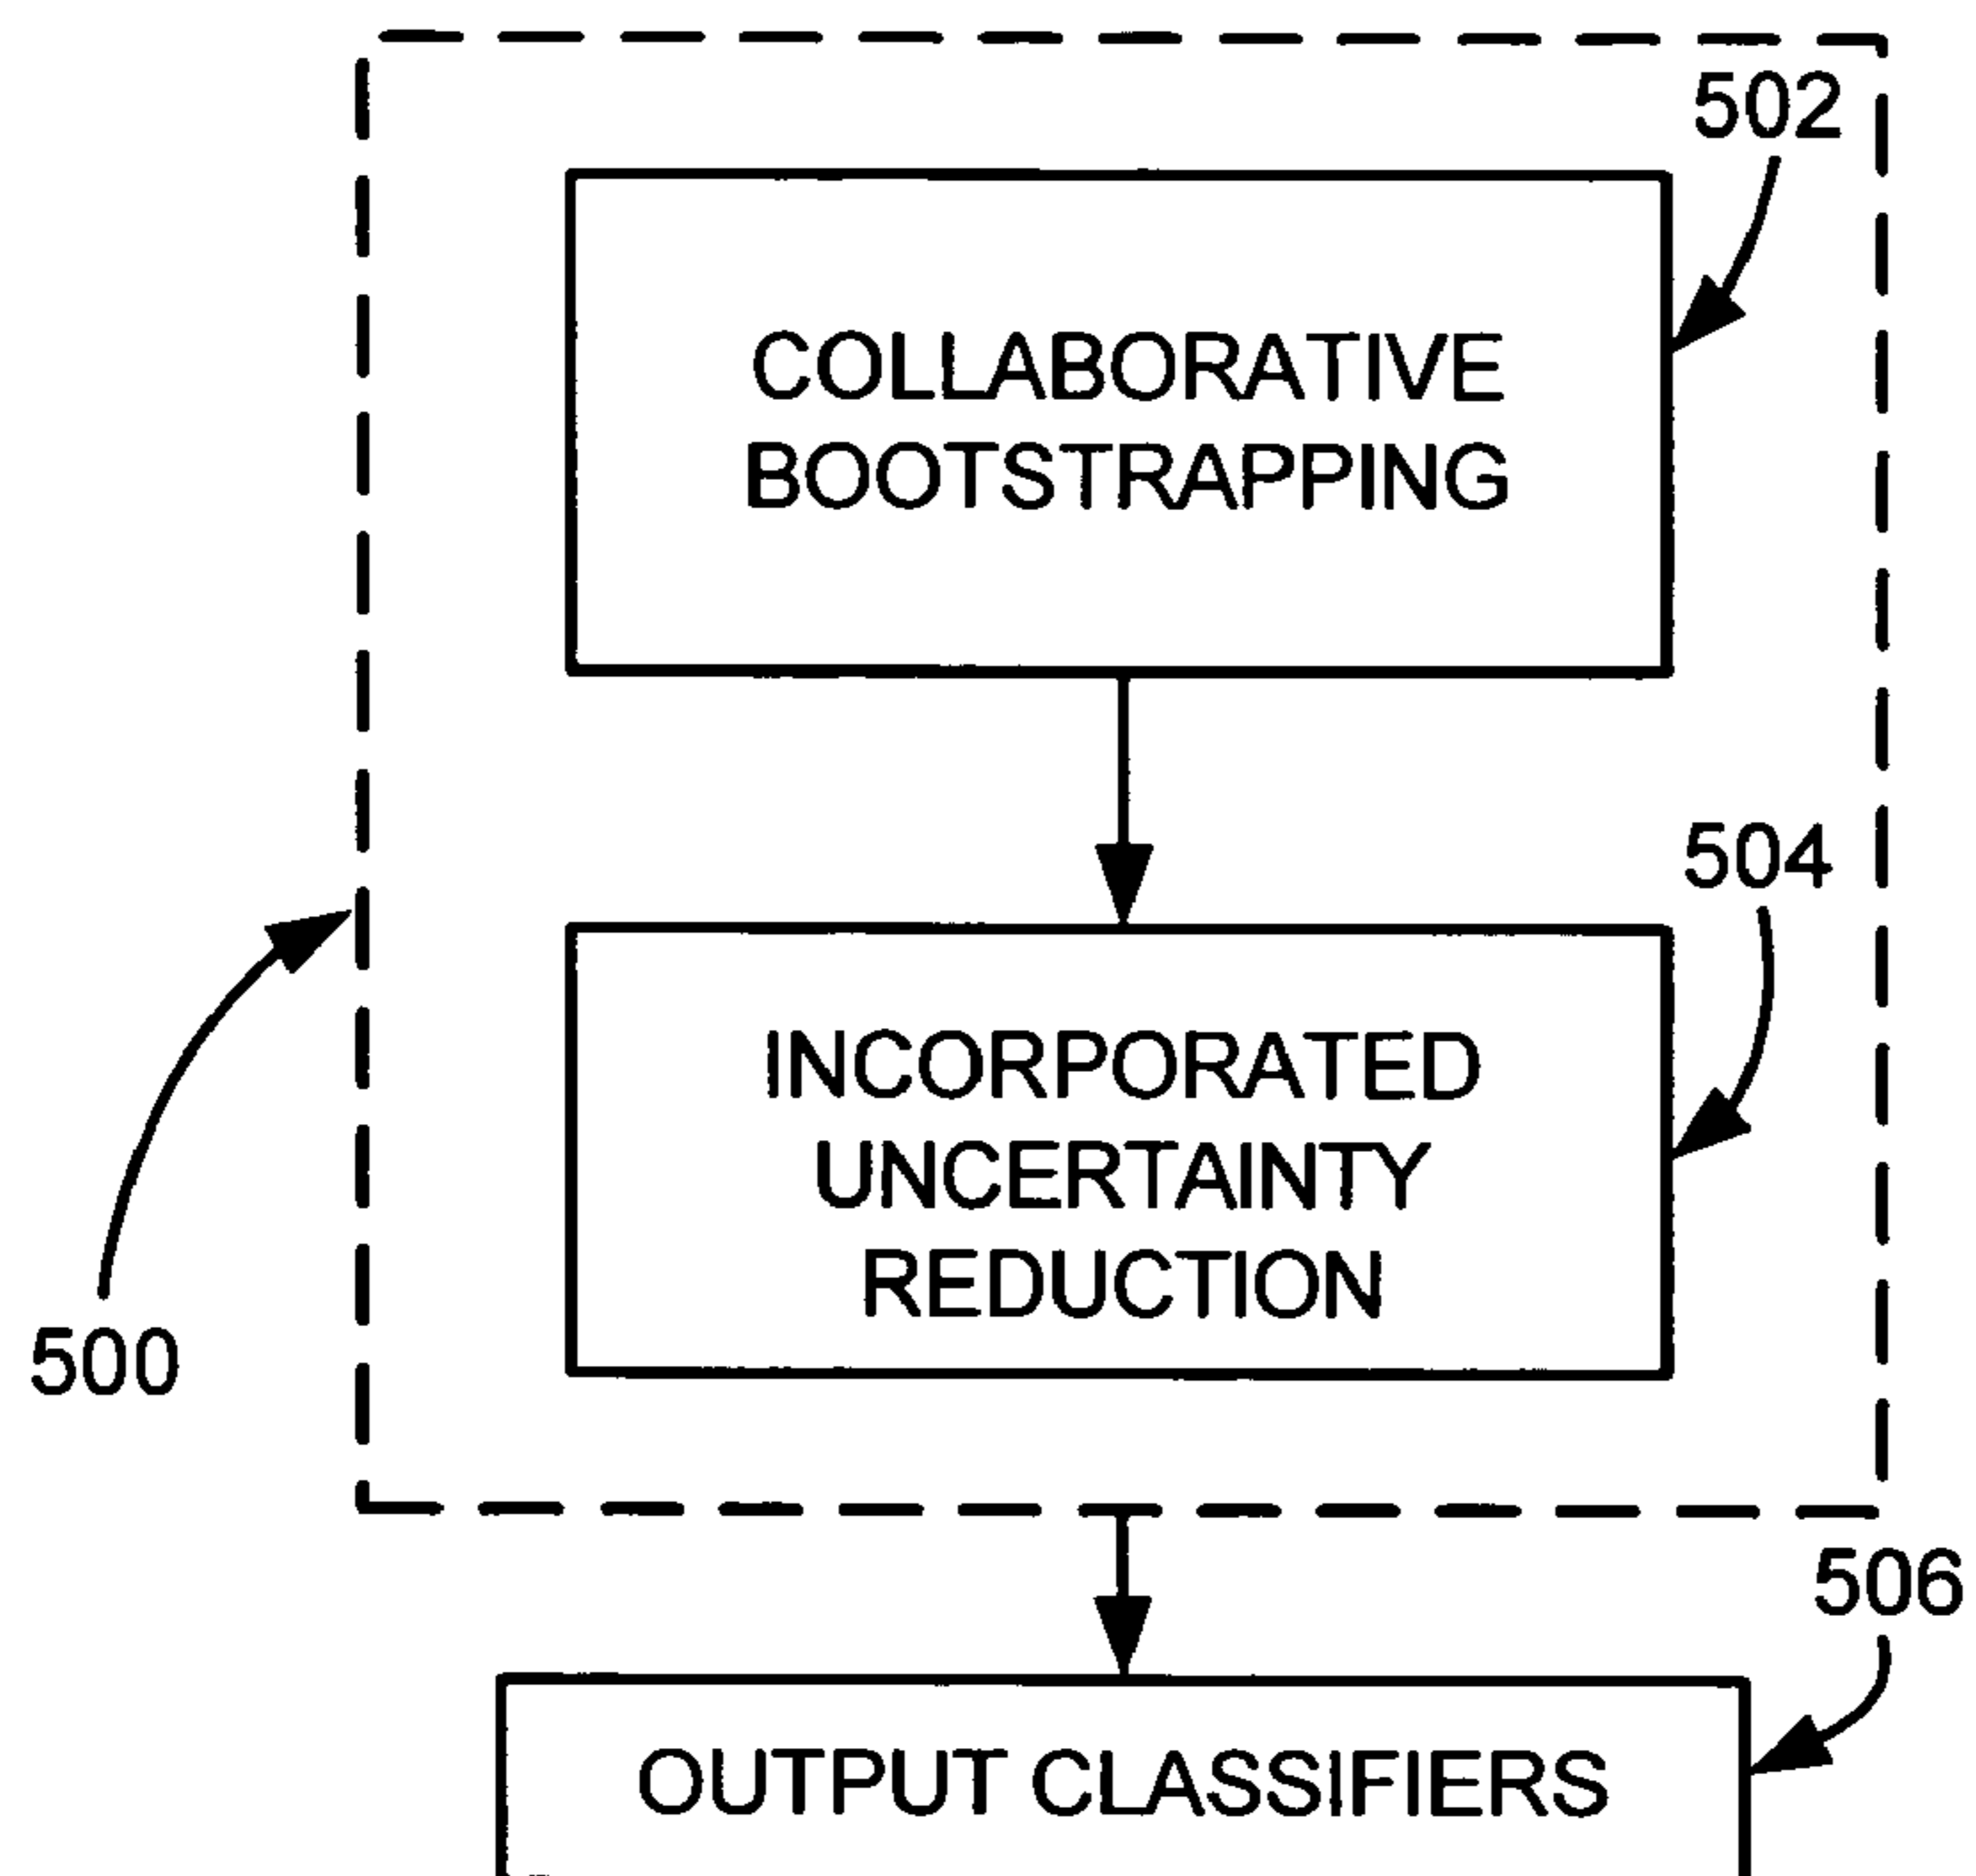 502
COLLABORATIVE
BOOTSTRAPPING
504
INCORPORATED
UNCERTAINTY
REDUCTION
500
506
OUTPUT CLASSIFIERS